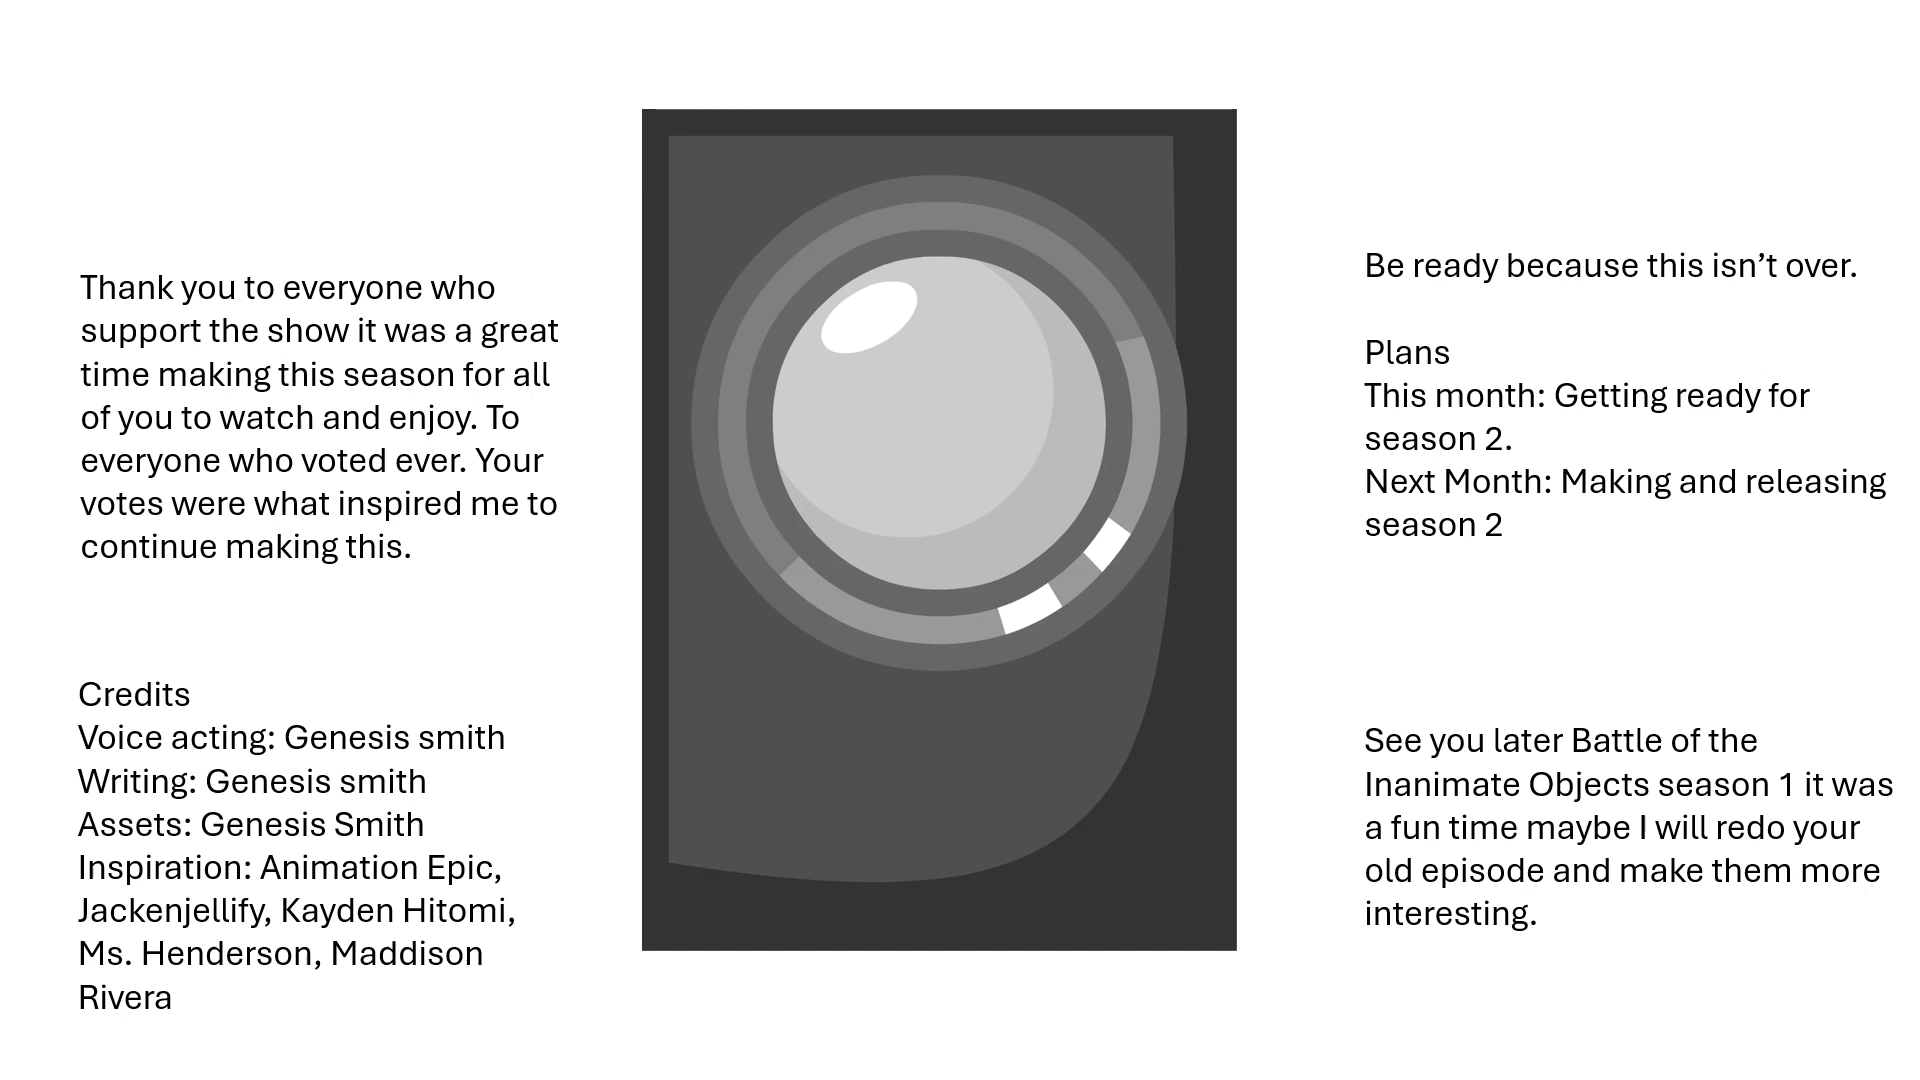 Thank you to everyone who
support the show it was a great
time making this season for all
of you to watch and enjoy. To
everyone who voted ever. Your
votes were what inspired me to
continue making this.
Credits
Voice acting: Genesis smith
Writing: Genesis smith
Assets: Genesis Smith
Inspiration: Animation Epic,
Jackenjellify, Kayden Hitomi,
Ms. Henderson, Maddison
Rivera
Be ready because this isn’t over.
Plans
This month: Getting ready for
season 2.
Next Month: Making and releasing
season 2
See you later Battle of the
Inanimate Objects season 1 it was
a fun time maybe I will redo your
old episode and make them more
interesting.